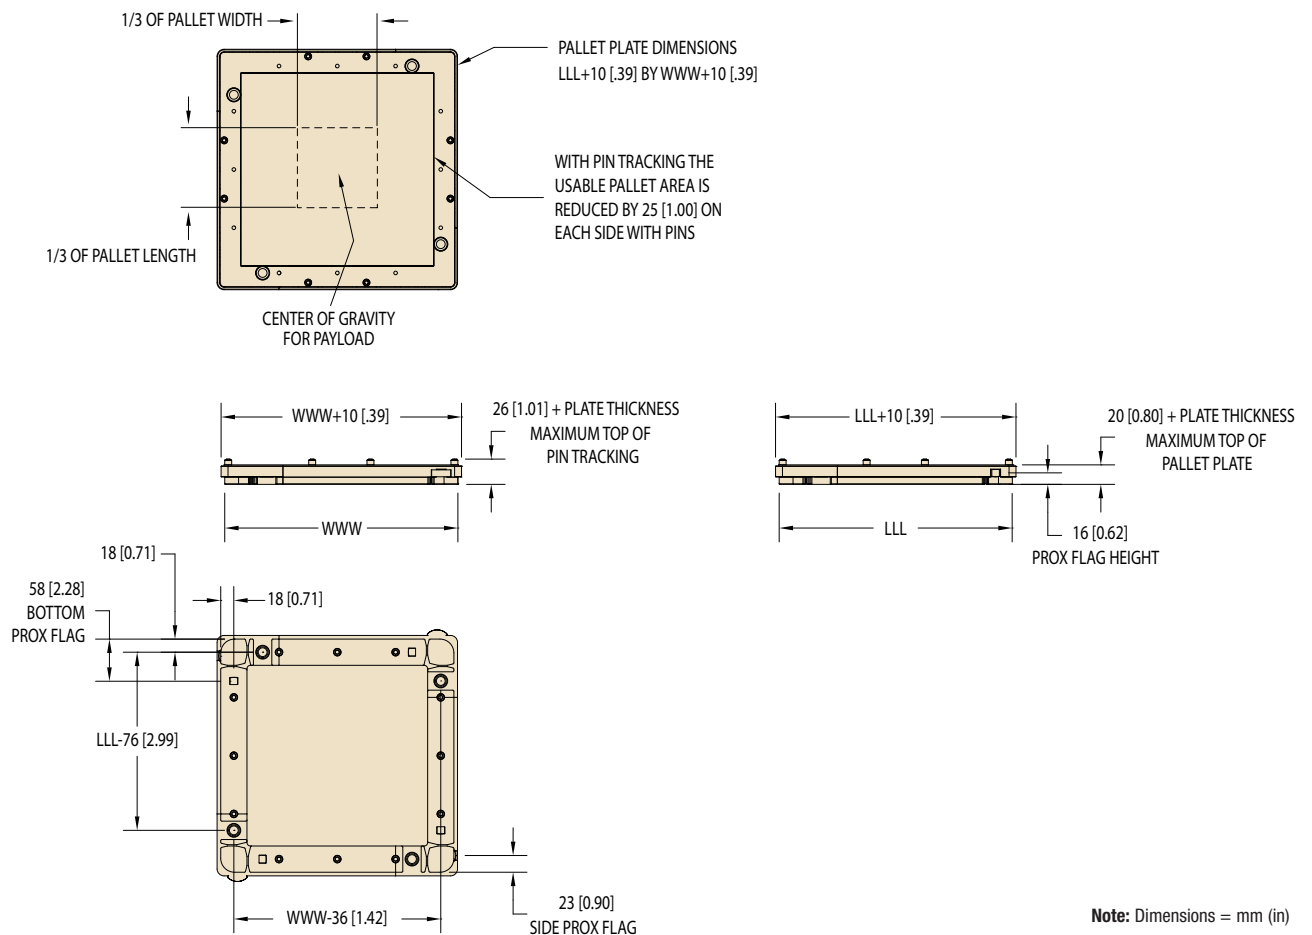 1/3 OF PALLET WIDTH
PALLET PLATE DIMENSIONS
LLL+10 [.39] BY WWW+10 [.39]
WITH PIN TRACKING THE
USABLE PALLET AREA IS
REDUCED BY 25 [1.00] ON
EACH SIDE WITH PINS
1/3 OF PALLET LENGTH
CENTER OF GRAVITY
FOR PAYLOAD
WWW+10 [.39]
26 [1.01] + PLATE THICKNESS
MAXIMUM TOP OF
PIN TRACKING
WWW
LLL+10 [.39]
20 [0.80] + PLATE THICKNESS
MAXIMUM TOP OF
PALLET PLATE
LLL
16 [0.62]
PROX FLAG HEIGHT
18 [0.71]
58 [2.28]
BOTTOM
PROX FLAG
18 [0.71]
LLL-76 [2.99]
WWW-36 [1.42]
23 [0.90]
SIDE PROX FLAG
Note: Dimensions = mm (in)